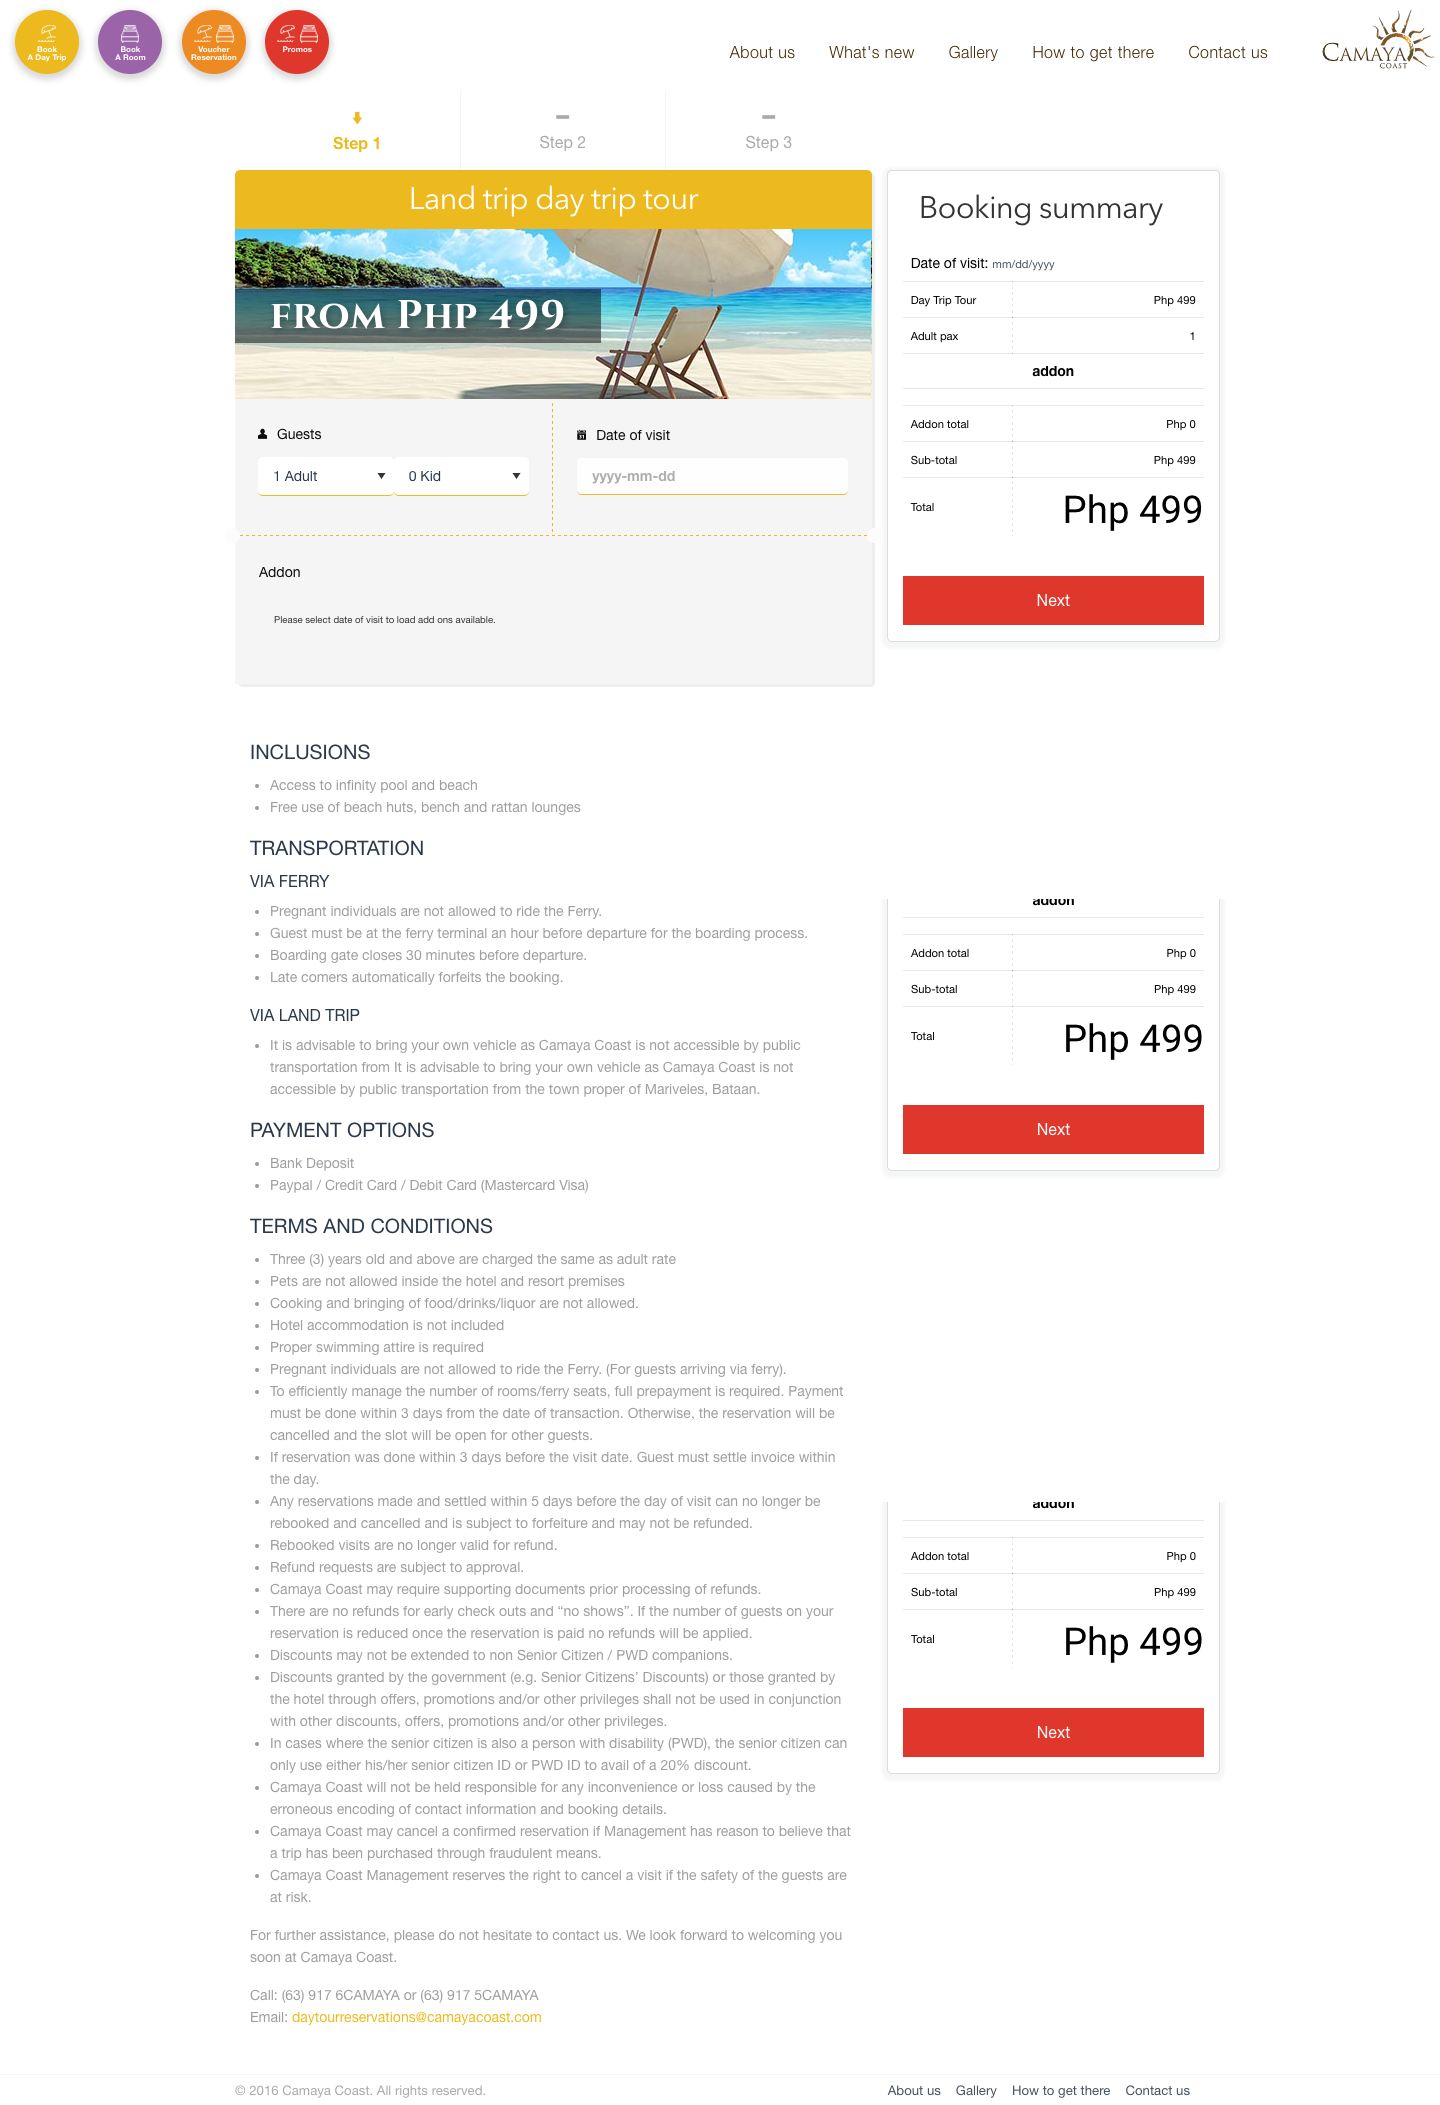 Book
A Day Trip
Book
A Room
Voucher
Reservation
Promos
About us
What's new
Gallery
How to get there
Contact us
CAMAYA
COAST
Step 1
Step 2
Step 3
Land trip day trip tour
FROM PHP 499
Guests
1 Adult
0 Kid
Date of visit
yyyy-mm-dd
Addon
Please select date of visit to load add ons available.
Booking summary
Date of visit: mm/dd/yyyy
Day Trip Tour Php 499
Adult pax 1
addon
Addon total Php 0
Sub-total Php 499
Total Php 499
Next
INCLUSIONS
Access to infinity pool and beach
Free use of beach huts, bench and rattan lounges
TRANSPORTATION
VIA FERRY
Pregnant individuals are not allowed to ride the Ferry.
Guest must be at the ferry terminal an hour before departure for the boarding process.
Boarding gate closes 30 minutes before departure.
Late comers automatically forfeits the booking.
VIA LAND TRIP
It is advisable to bring your own vehicle as Camaya Coast is not accessible by public
transportation from It is advisable to bring your own vehicle as Camaya Coast is not
accessible by public transportation from the town proper of Mariveles, Bataan.
addon
Addon total Php 0
Sub-total Php 499
Total Php 499
Next
PAYMENT OPTIONS
Bank Deposit
Paypal / Credit Card / Debit Card (Mastercard Visa)
TERMS AND CONDITIONS
Three (3) years old and above are charged the same as adult rate
Pets are not allowed inside the hotel and resort premises
Cooking and bringing of food/drinks/liquor are not allowed.
Hotel accommodation is not included
Proper swimming attire is required
Pregnant individuals are not allowed to ride the Ferry. (For guests arriving via ferry).
To efficiently manage the number of rooms/ferry seats, full prepayment is required. Payment
must be done within 3 days from the date of transaction. Otherwise, the reservation will be
cancelled and the slot will be open for other guests.
If reservation was done within 3 days before the visit date. Guest must settle invoice within
the day.
Any reservations made and settled within 5 days before the day of visit can no longer be
rebooked and cancelled and is subject to forfeiture and may not be refunded.
Rebooked visits are no longer valid for refund.
Refund requests are subject to approval.
Camaya Coast may require supporting documents prior processing of refunds.
There are no refunds for early check outs and “no shows”. If the number of guests on your
reservation is reduced once the reservation is paid no refunds will be applied.
Discounts may not be extended to non Senior Citizen / PWD companions.
Discounts granted by the government (e.g. Senior Citizens’ Discounts) or those granted by
the hotel through offers, promotions and/or other privileges shall not be used in conjunction
with other discounts, offers, promotions and/or other privileges.
In cases where the senior citizen is also a person with disability (PWD), the senior citizen can
only use either his/her senior citizen ID or PWD ID to avail of a 20% discount.
Camaya Coast will not be held responsible for any inconvenience or loss caused by the
erroneous encoding of contact information and booking details.
Camaya Coast may cancel a confirmed reservation if Management has reason to believe that
a trip has been purchased through fraudulent means.
Camaya Coast Management reserves the right to cancel a visit if the safety of the guests are
at risk.
addon
Addon total Php 0
Sub-total Php 499
Total Php 499
Next
For further assistance, please do not hesitate to contact us. We look forward to welcoming you
soon at Camaya Coast.
Call: (63) 917 6CAMAYA or (63) 917 5CAMAYA
Email: daytourreservations@camayacoast.com
© 2016 Camaya Coast. All rights reserved.
About us
Gallery
How to get there
Contact us